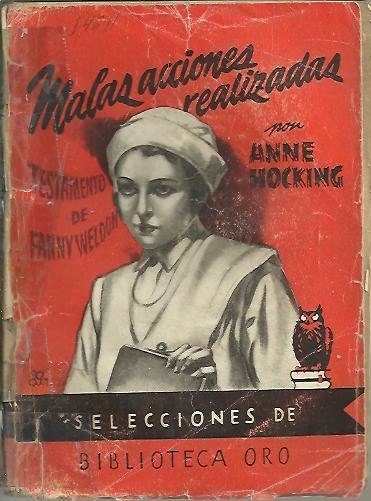 Malas acciones
realizadas
por
ANNE
HOCKING
TESTAMENTO
DE
FANNY WELDON
SELECCIONES DE
BIBLIOTECA ORO